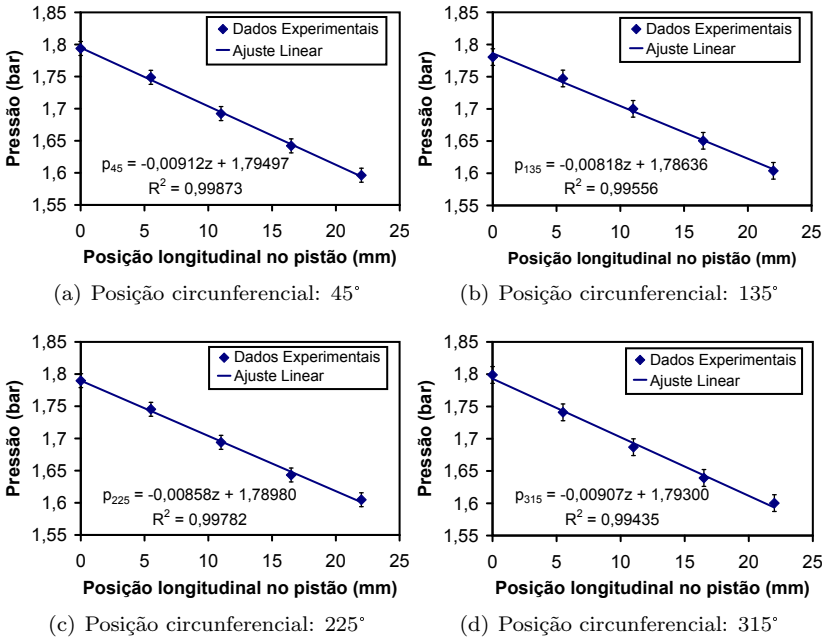 1,85
1,8
1,75
1,7
1,65
1,6
1,55
Pressão (bar)
Dados Experimentais
Ajuste Linear
p45 = -0,00912z + 1,79497
R2 = 0,99873
0 5 10 15 20 25
Posição longitudinal no pistão (mm)
(a) Posição circunferencial: 45°
1,85
1,8
1,75
1,7
1,65
1,6
1,55
Pressão (bar)
Dados Experimentais
Ajuste Linear
p135 = -0,00818z + 1,78636
R2 = 0,99556
0 5 10 15 20 25
Posição longitudinal no pistão (mm)
(b) Posição circunferencial: 135°
1,85
1,8
1,75
1,7
1,65
1,6
1,55
Pressão (bar)
Dados Experimentais
Ajuste Linear
p225 = -0,00858z + 1,78980
R2 = 0,99782
0 5 10 15 20 25
Posição longitudinal no pistão (mm)
(c) Posição circunferencial: 225°
1,85
1,8
1,75
1,7
1,65
1,6
1,55
Pressão (bar)
Dados Experimentais
Ajuste Linear
p315 = -0,00907z + 1,79300
R2 = 0,99435
0 5 10 15 20 25
Posição longitudinal no pistão (mm)
(d) Posição circunferencial: 315°